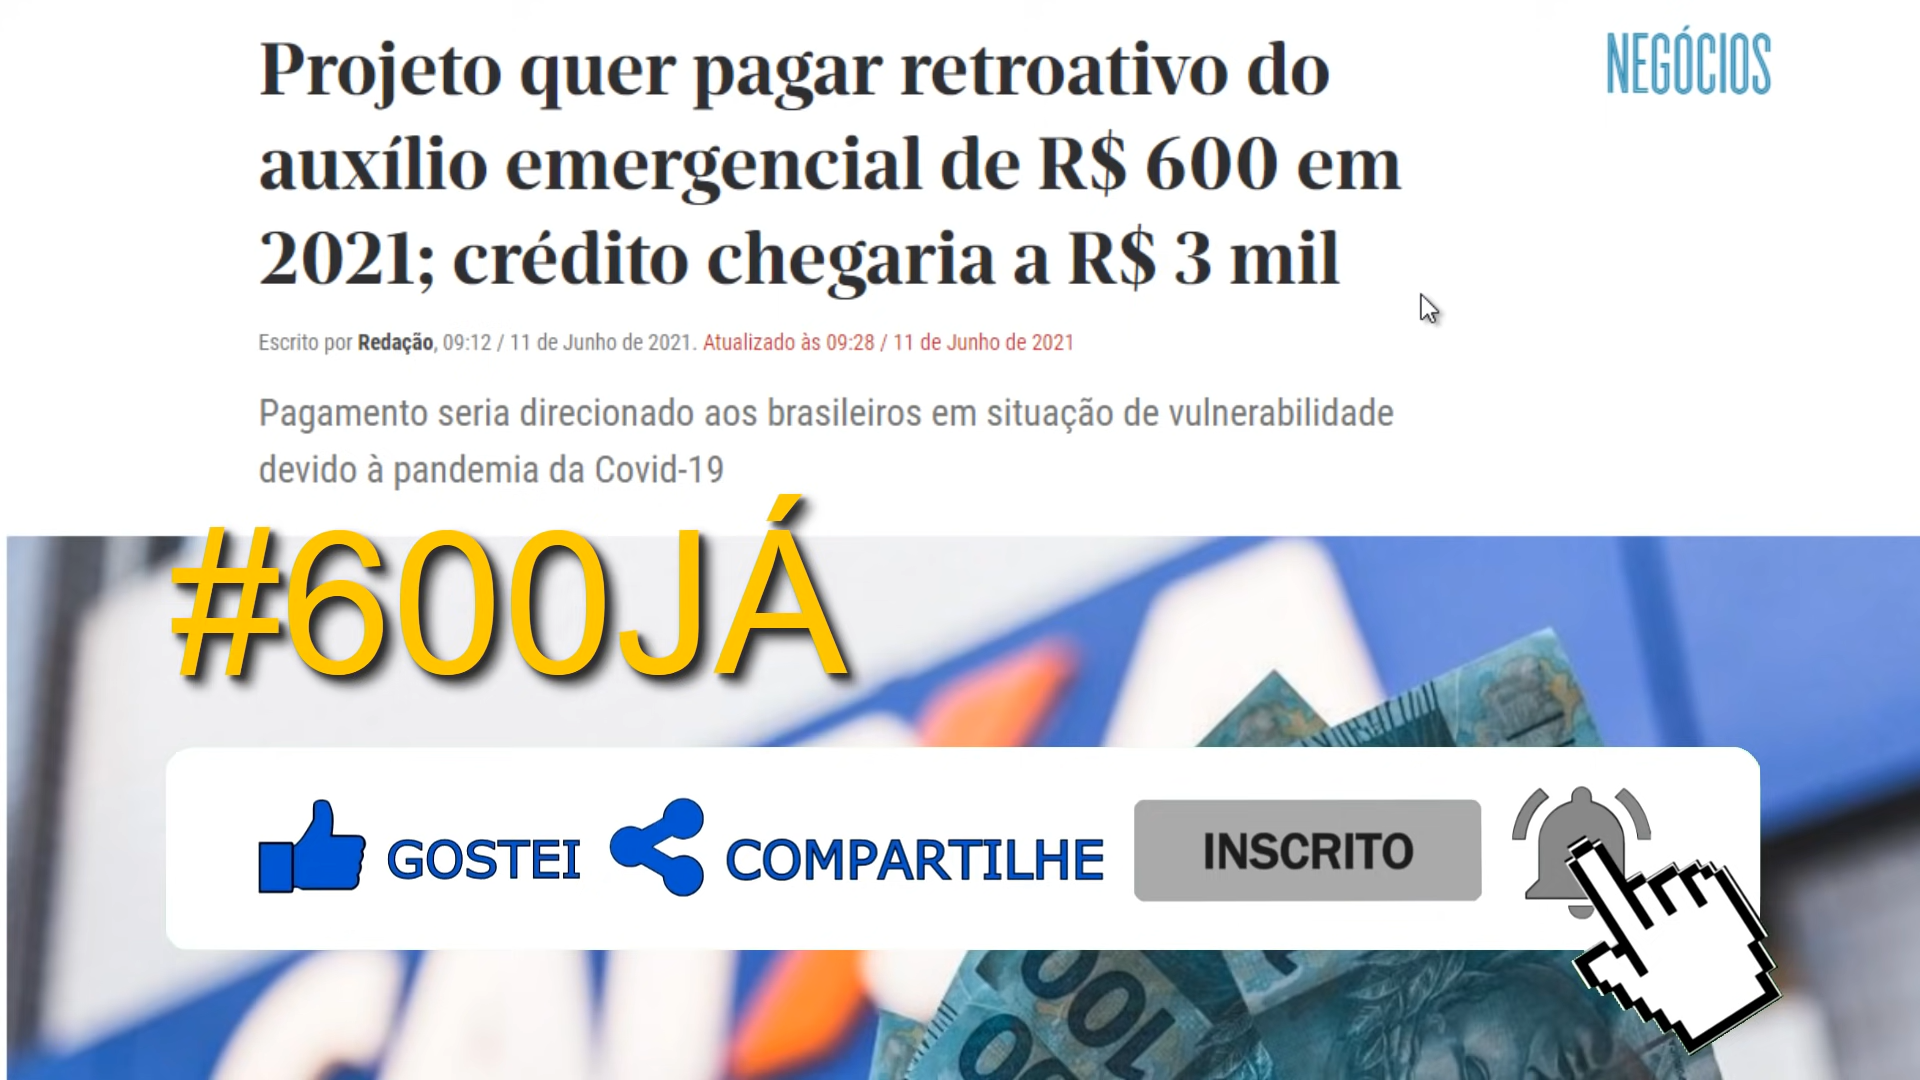 Projeto quer pagar retroativo do
auxílio emergencial de R$ 600 em
2021; crédito chegaria a R$ 3 mil
NEGÓCIOS
Escrito por Redação, 09:12 / 11 de Junho de 2021. Atualizado às 09:28 / 11 de Junho de 2021
Pagamento seria direcionado aos brasileiros em situação de vulnerabilidade
devido à pandemia da Covid-19
#600JÁ
GOSTEI
COMPARTILHE
INSCRITO
100